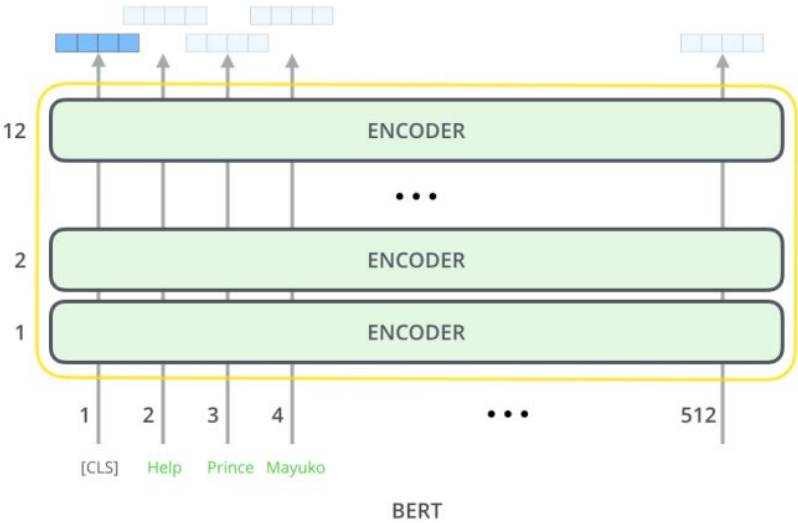 12 ENCODER
•••
2 ENCODER
1 ENCODER
1 2 3 4 ••• 512
[CLS] Help Prince Mayuko
BERT